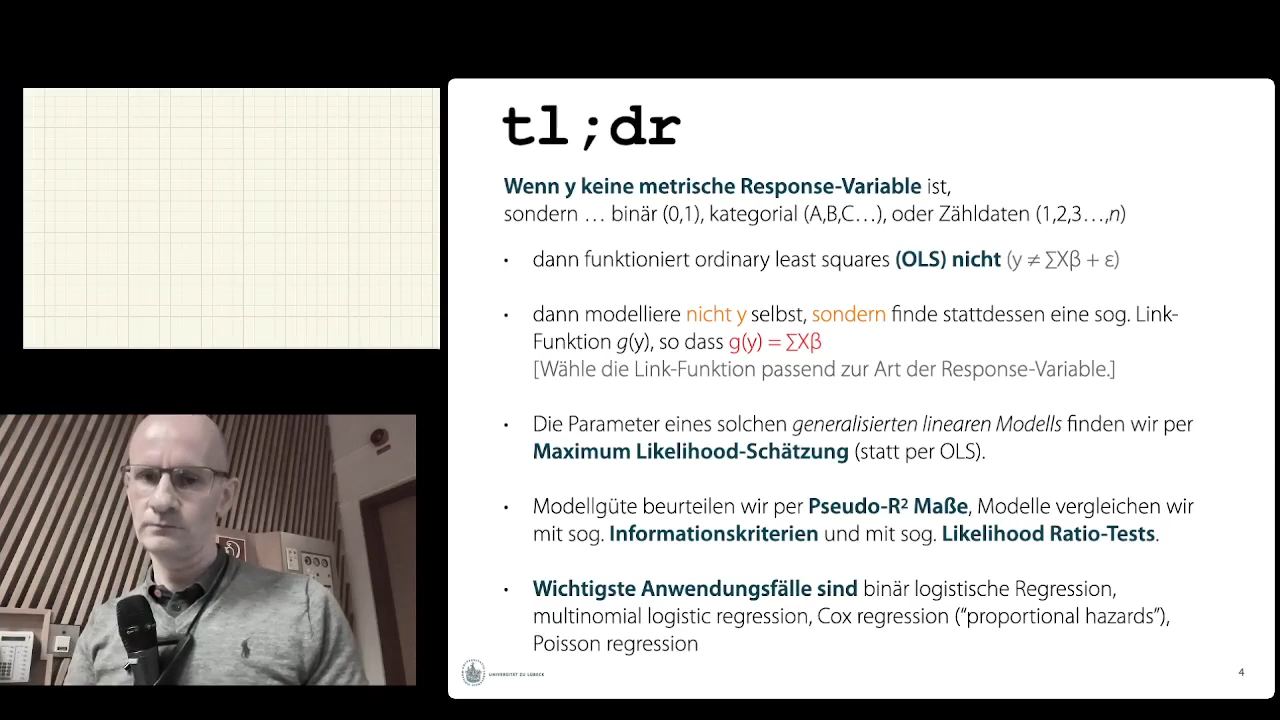 tl;dr
Wenn y keine metrische Response-Variable ist,
sondern … binär (0,1), kategorial (A,B,C…), oder Zähldaten (1,2,3…,n)
• dann funktioniert ordinary least squares (OLS) nicht (y ≠ ∑Xβ + ε)
• dann modelliere nicht y selbst, sondern finde stattdessen eine sog. Link-
Funktion g(y), so dass g(y) = ∑Xβ
[Wähle die Link-Funktion passend zur Art der Response-Variable.]
• Die Parameter eines solchen generalisierten linearen Modells finden wir per
Maximum Likelihood-Schätzung (statt per OLS).
• Modellgüte beurteilen wir per Pseudo-R² Maße, Modelle vergleichen wir
mit sog. Informationskriterien und mit sog. Likelihood Ratio-Tests.
• Wichtigste Anwendungsfälle sind binär logistische Regression,
multinomial logistic regression, Cox regression (“proportional hazards”),
Poisson regression
UNIVERSITÄT ZU LÜBECK
4